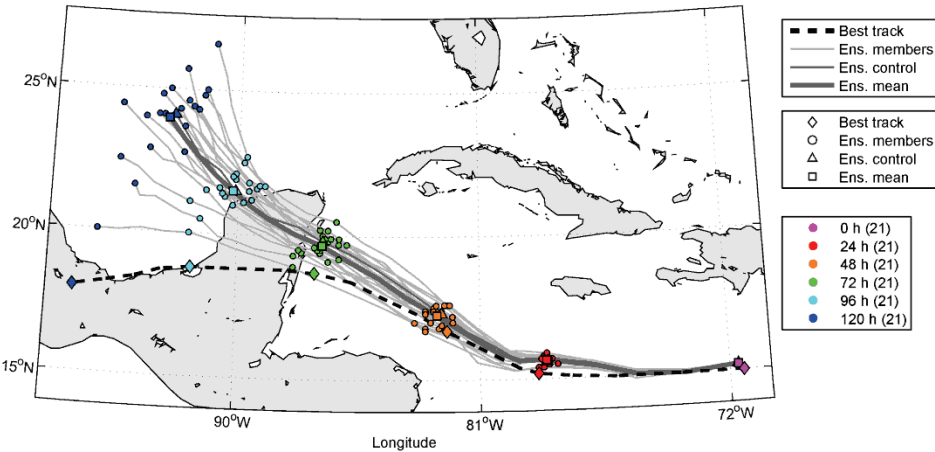 25°N
20°N
15°N
90°W
81°W
72°W
Longitude
Best track
Ens. members
Ens. control
Ens. mean
Best track
Ens. members
Ens. control
Ens. mean
0 h (21)
24 h (21)
48 h (21)
72 h (21)
96 h (21)
120 h (21)